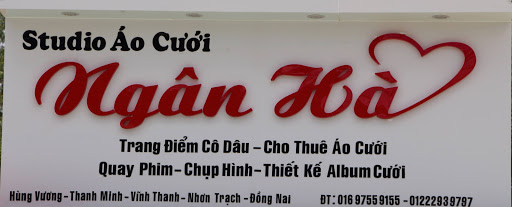 Studio Áo Cưới
Ngân Hà
Trang Điểm Cô Dâu - Cho Thuê Áo Cưới
Quay Phim - Chụp Hình - Thiết Kế Album Cưới
Hùng Vương - Thanh Minh - Vĩnh Thanh - Nhơn Trạch - Đồng Nai ĐT: 016 9755 9155 - 01222939797